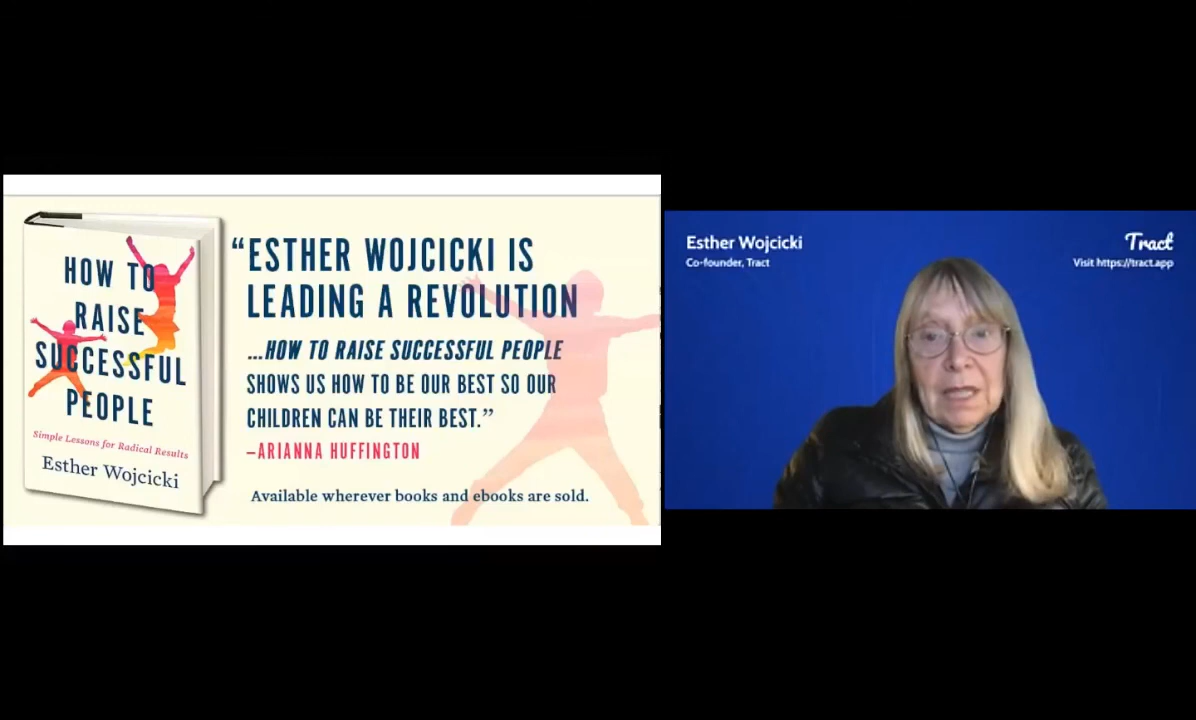 HOW TO
RAISE
SUCCESSFUL
PEOPLE
Simple Lessons for Radical Results
Esther Wojcicki
“ESTHER WOJCICKI IS
LEADING A REVOLUTION
...HOW TO RAISE SUCCESSFUL PEOPLE
SHOWS US HOW TO BE OUR BEST SO OUR
CHILDREN CAN BE THEIR BEST.”
–ARIANNA HUFFINGTON
Available wherever books and ebooks are sold.
Esther Wojcicki
Co-founder, Tract
Tract
Visit https://tract.app